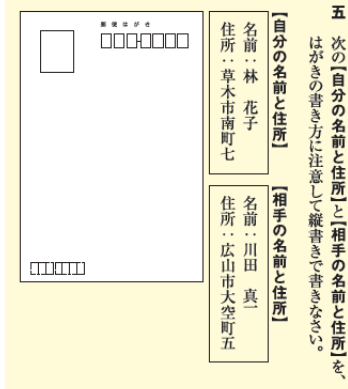 五 次の【自分の名前と住所】と【相手の名前と住所】を、
はがきの書き方に注意して縦書きで書きなさい。
【自分の名前と住所】
名前：林 花子
住所：草木市南町七
【相手の名前と住所】
名前：川田 真一
住所：広山市大空町五
郵便はがき